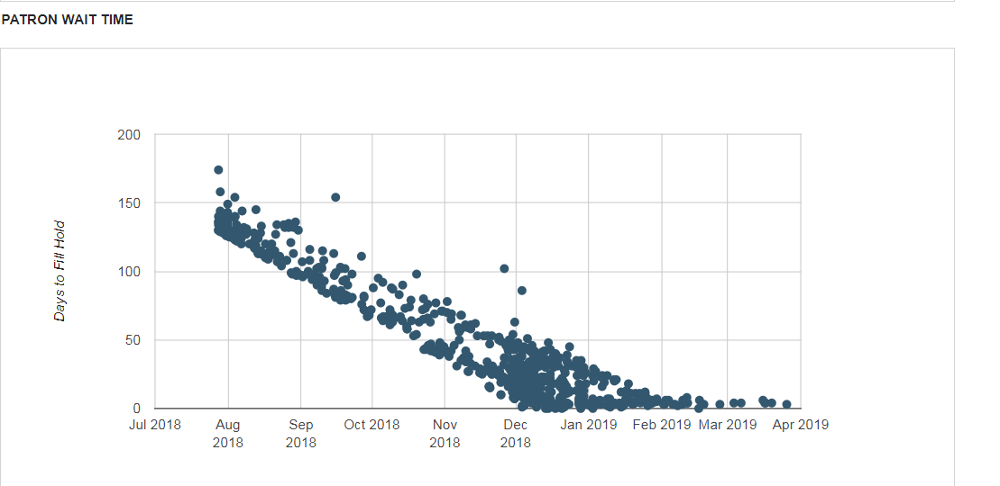 PATRON WAIT TIME
200
150
100
50
0
Days to Fill Hold
Jul 2018 Aug 2018 Sep 2018 Oct 2018 Nov 2018 Dec 2018 Jan 2019 Feb 2019 Mar 2019 Apr 2019